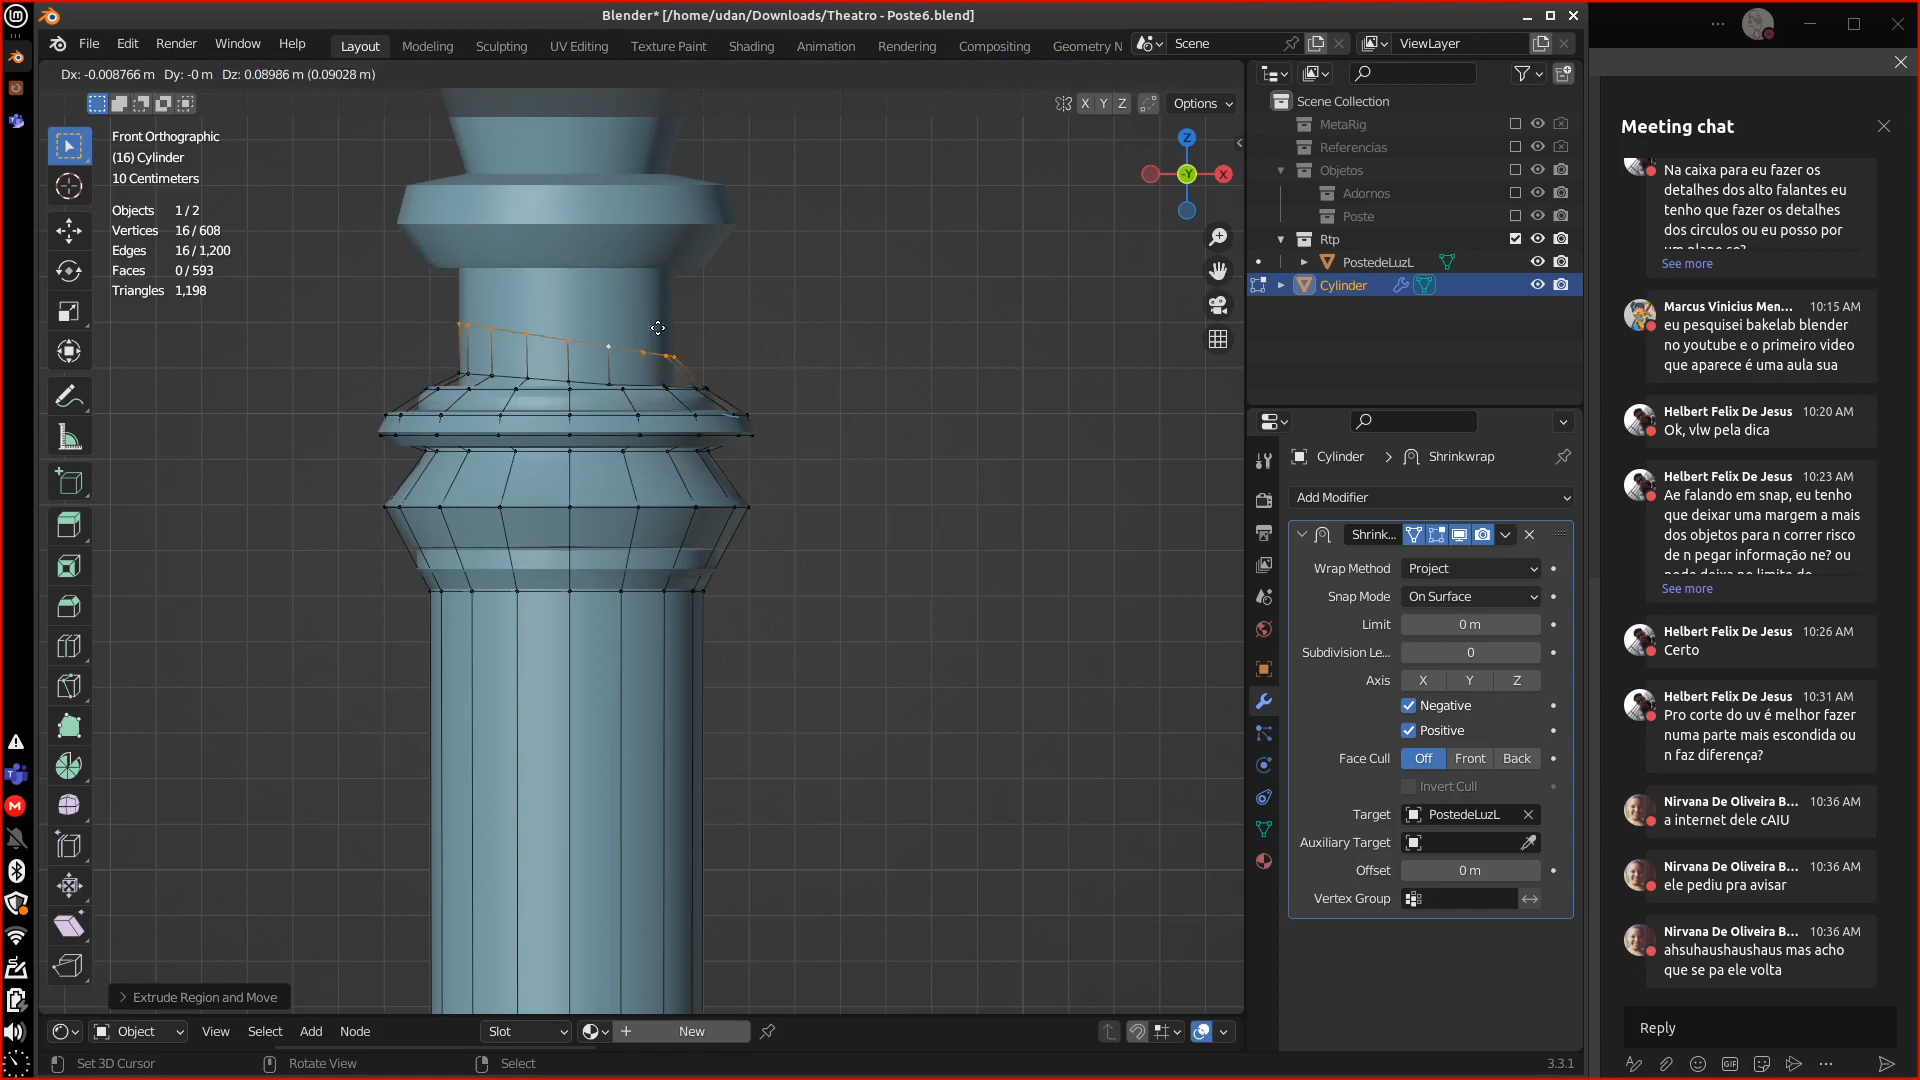 Blender* [/home/udan/Downloads/Theatro - Poste6.blend]
File Edit Render Window Help
Layout Modeling Sculpting UV Editing Texture Paint Shading Animation Rendering Compositing Geometry N
Scene
ViewLayer
Dx: -0.008766 m Dy: -0 m Dz: 0.08986 m (0.09028 m)
X Y Z
Options
Front Orthographic
(16) Cylinder
10 Centimeters
Objects 1 / 2
Vertices 16 / 608
Edges 16 / 1,200
Faces 0 / 593
Triangles 1,198
Z
-Y
X
Extrude Region and Move
Object View Select Add Node
Slot
New
Set 3D Cursor
Rotate View
Select
3.3.1
Scene Collection
MetaRig
Referencias
Objetos
Adornos
Poste
Rtp
PostedeLuzL
Cylinder
Cylinder > Shrinkwrap
Add Modifier
Shrink...
Wrap Method Project
Snap Mode On Surface
Limit 0 m
Subdivision Le... 0
Axis X Y Z
Negative
Positive
Face Cull Off Front Back
Invert Cull
Target PostedeLuzL
Auxiliary Target
Offset 0 m
Vertex Group
Meeting chat
Na caixa para eu fazer os
detalhes dos alto falantes eu
tenho que fazer os detalhes
dos circulos ou eu posso por
um plano so?
See more
Marcus Vinicius Men... 10:15 AM
eu pesquisei bakelab blender
no youtube e o primeiro video
que aparece é uma aula sua
Helbert Felix De Jesus 10:20 AM
Ok, vlw pela dica
Helbert Felix De Jesus 10:23 AM
Ae falando em snap, eu tenho
que deixar uma margem a mais
dos objetos para n correr risco
de n pegar informação ne? ou
pode deixa no limite do
See more
Helbert Felix De Jesus 10:26 AM
Certo
Helbert Felix De Jesus 10:31 AM
Pro corte do uv é melhor fazer
numa parte mais escondida ou
n faz diferença?
Nirvana De Oliveira B... 10:36 AM
a internet dele cAIU
Nirvana De Oliveira B... 10:36 AM
ele pediu pra avisar
Nirvana De Oliveira B... 10:36 AM
ahsuhaushaushaus mas acho
que se pa ele volta
Reply
GIF